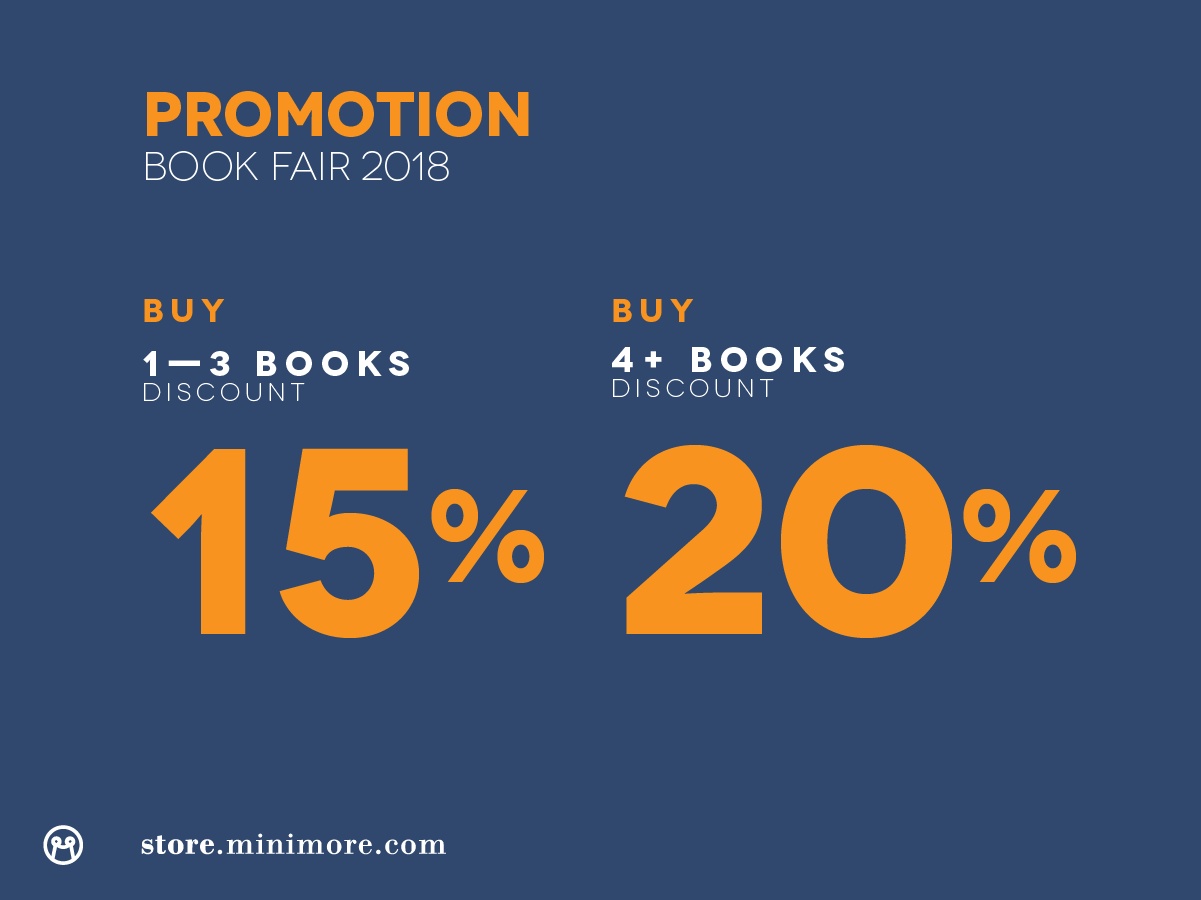 PROMOTION
BOOK FAIR 2018
BUY
1—3 BOOKS
DISCOUNT
15%
BUY
4+ BOOKS
DISCOUNT
20%
store.minimore.com